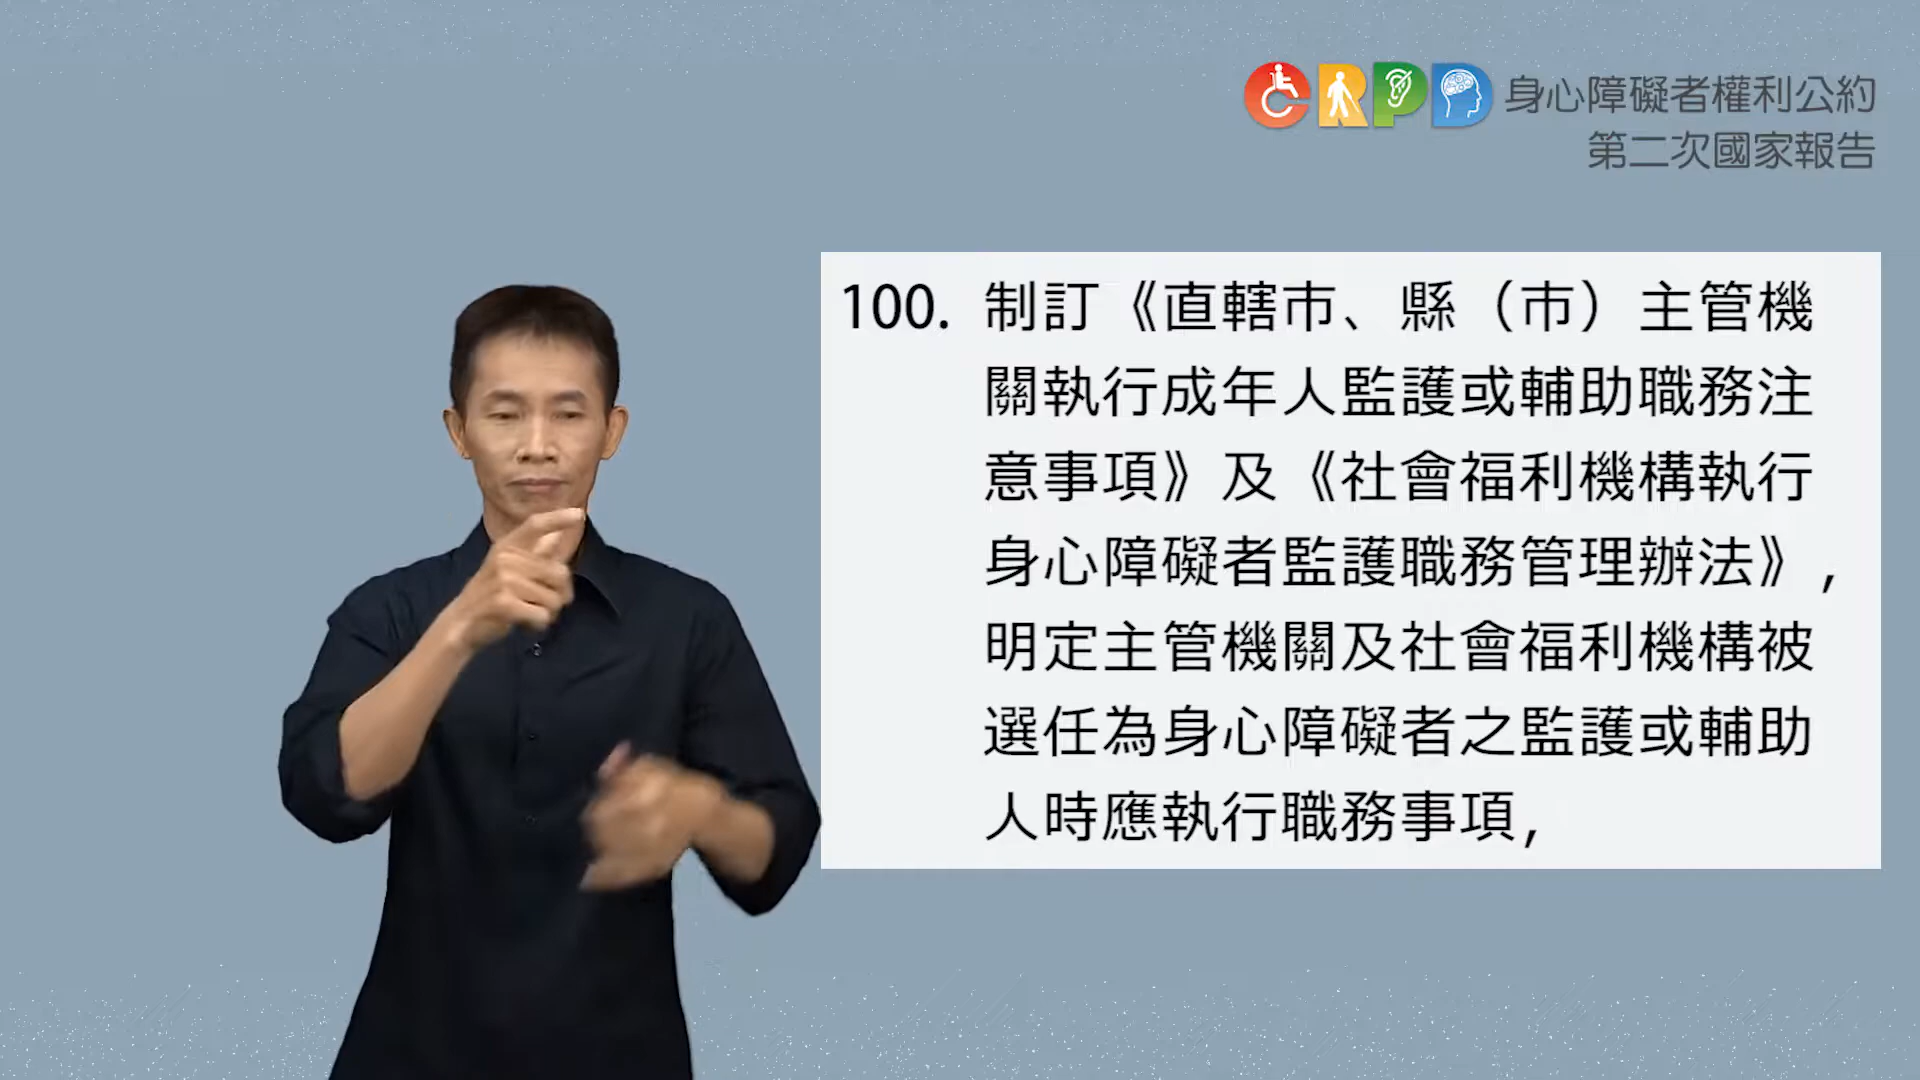 CRPD 身心障礙者權利公約
第二次國家報告
100. 制訂《直轄市、縣（市）主管機
關執行成年人監護或輔助職務注
意事項》及《社會福利機構執行
身心障礙者監護職務管理辦法》,
明定主管機關及社會福利機構被
選任為身心障礙者之監護或輔助
人時應執行職務事項,